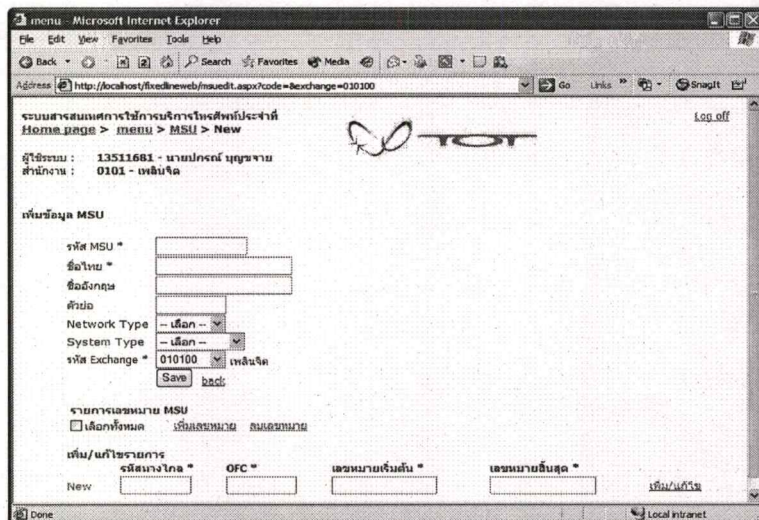 menu - Microsoft Internet Explorer
File Edit View Favorites Tools Help
Back Search Favorites Media
Address http://localhost/fixedlineweb/msuedit.aspx?code=&exchange=010100 Go Links SnagIt
ระบบสารสนเทศการใช้การบริการโทรศัพท์ประจำที่ Log off
Home page > menu > MSU > New
TOT
ผู้ใช้ระบบ : 13511681 - นายปกรณ์ บุญขจาย
สำนักงาน : 0101 - เพลินจิต
เพิ่มข้อมูล MSU
รหัส MSU *
ชื่อไทย *
ชื่ออังกฤษ
ตัวย่อ
Network Type -- เลือก --
System Type -- เลือก --
รหัส Exchange * 010100 เพลินจิต
Save back
รายการเลขหมาย MSU
เลือกทั้งหมด เพิ่มเลขหมาย ลบเลขหมาย
เพิ่ม/แก้ไขรายการ
รหัสทางไกล * OFC * เลขหมายเริ่มต้น * เลขหมายสิ้นสุด *
New เพิ่ม/แก้ไข
Done Local intranet